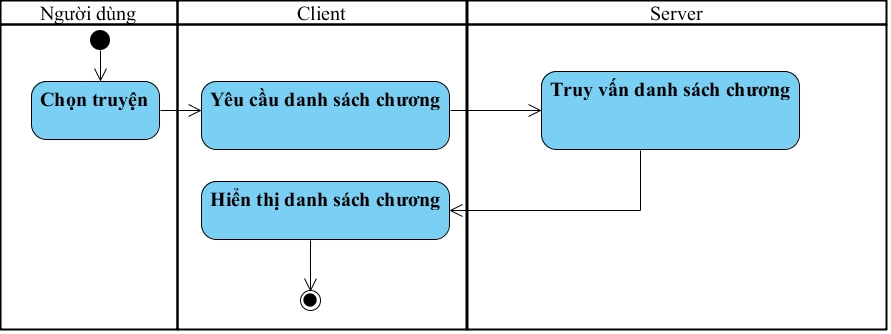 Người dùng
Client
Server
Chọn truyện
Yêu cầu danh sách chương
Truy vấn danh sách chương
Hiển thị danh sách chương